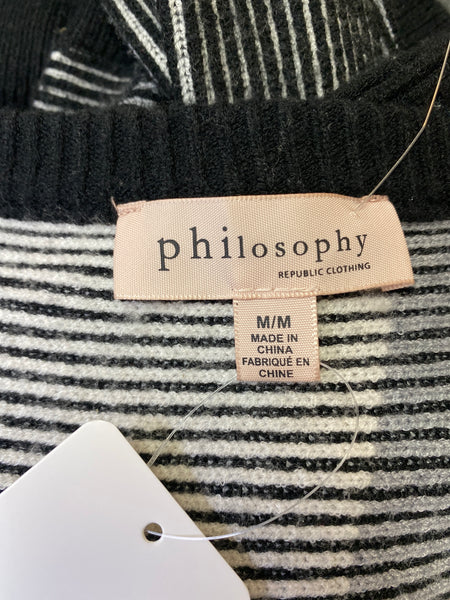 philosophy
REPUBLIC CLOTHING
M/M
MADE IN
CHINA
FABRIQUÉ EN
CHINE